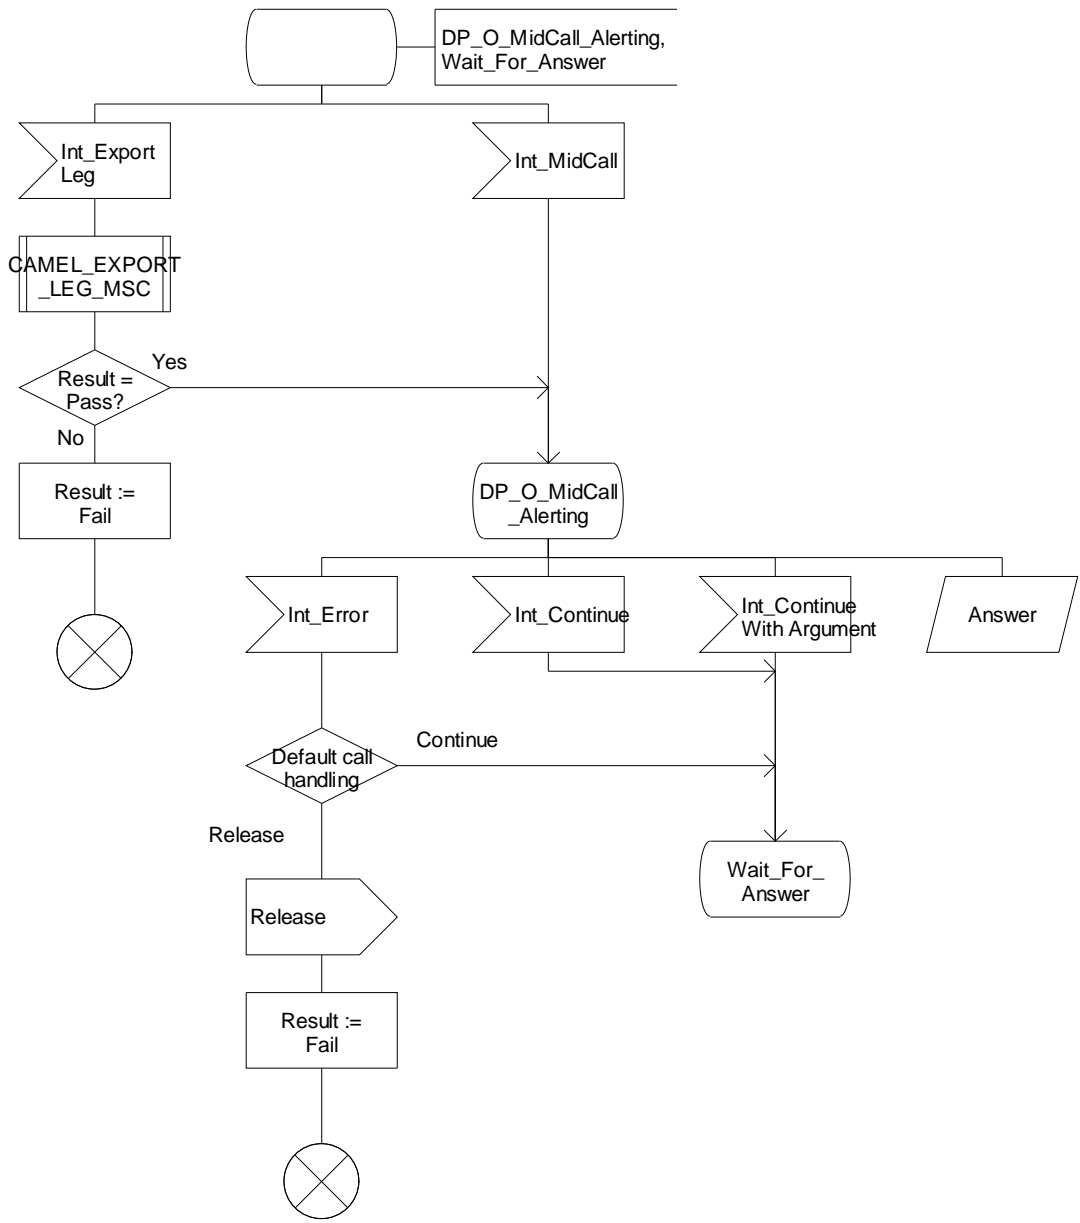 DP_O_MidCall_Alerting,
Wait_For_Answer
Int_Export
Leg
Int_MidCall
CAMEL_EXPORT
_LEG_MSC
Yes
Result =
Pass?
No
Result :=
Fail
DP_O_MidCall
_Alerting
Int_Error
Int_Continue
Int_Continue
With Argument
Answer
Continue
Default call
handling
Release
Wait_For_
Answer
Release
Result :=
Fail